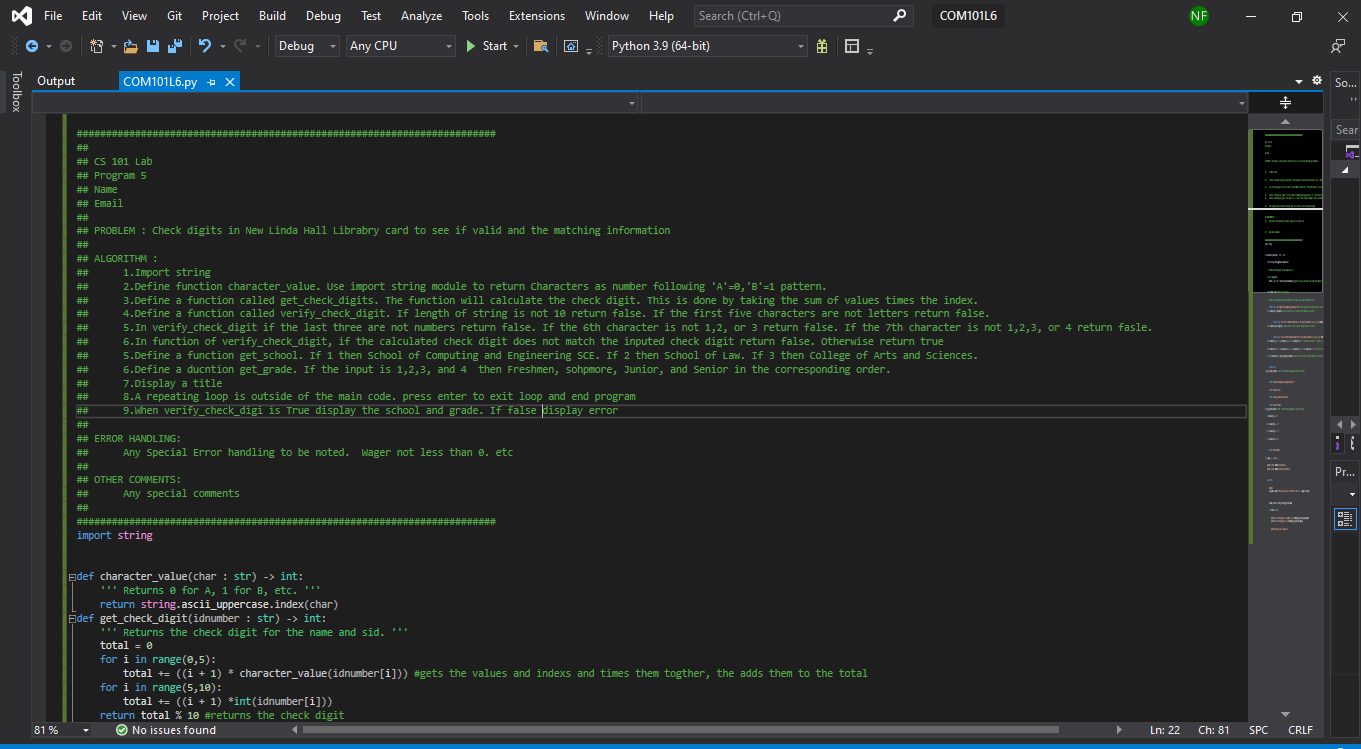 File Edit View Git Project Build Debug Test Analyze Tools Extensions Window Help Search (Ctrl+Q) COM101L6 NF
Debug Any CPU Start Python 3.9 (64-bit)
Toolbox
Output COM101L6.py So...
Sear
########################################################################
##
## CS 101 Lab
## Program 5
## Name
## Email
##
## PROBLEM : Check digits in New Linda Hall Librabry card to see if valid and the matching information
##
## ALGORITHM :
## 1.Import string
## 2.Define function character_value. Use import string module to return Characters as number following 'A'=0,'B'=1 pattern.
## 3.Define a function called get_check_digits. The function will calculate the check digit. This is done by taking the sum of values times the index.
## 4.Define a function called verify_check_digit. If length of string is not 10 return false. If the first five characters are not letters return false.
## 5.In verify_check_digit if the last three are not numbers return false. If the 6th character is not 1,2, or 3 return false. If the 7th character is not 1,2,3, or 4 return fasle.
## 6.In function of verify_check_digit, if the calculated check digit does not match the inputed check digit return false. Otherwise return true
## 5.Define a function get_school. If 1 then School of Computing and Engineering SCE. If 2 then School of Law. If 3 then College of Arts and Sciences.
## 6.Define a ducntion get_grade. If the input is 1,2,3, and 4  then Freshmen, sohpmore, Junior, and Senior in the corresponding order.
## 7.Display a title
## 8.A repeating loop is outside of the main code. press enter to exit loop and end program
## 9.When verify_check_digi is True display the school and grade. If false display error
##
## ERROR HANDLING:
## Any Special Error handling to be noted.  Wager not less than 0. etc
##
## OTHER COMMENTS:
## Any special comments
##
########################################################################
import string
def character_value(char : str) -> int:
''' Returns 0 for A, 1 for B, etc. '''
return string.ascii_uppercase.index(char)
def get_check_digit(idnumber : str) -> int:
''' Returns the check digit for the name and sid. '''
total = 0
for i in range(0,5):
total += ((i + 1) * character_value(idnumber[i])) #gets the values and indexs and times them togther, the adds them to the total
for i in range(5,10):
total += ((i + 1) *int(idnumber[i]))
return total % 10 #returns the check digit
Pr...
81 % No issues found Ln: 22 Ch: 81 SPC CRLF